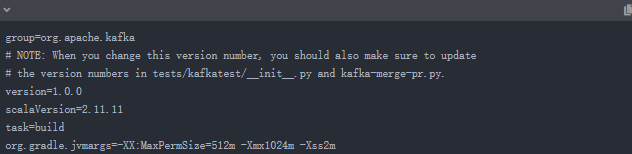 group=org.apache.kafka
# NOTE: When you change this version number, you should also make sure to update
# the version numbers in tests/kafkatest/__init__.py and kafka-merge-pr.py.
version=1.0.0
scalaVersion=2.11.11
task=build
org.gradle.jvmargs=-XX:MaxPermSize=512m -Xmx1024m -Xss2m